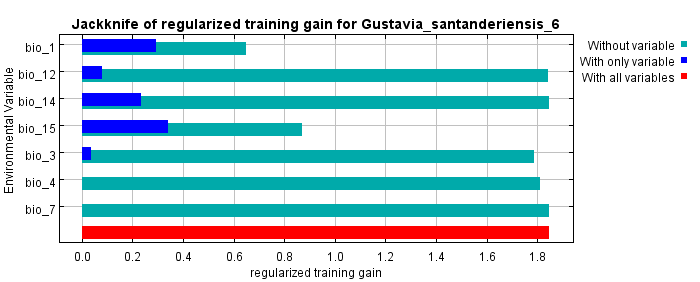 Jackknife of regularized training gain for Gustavia_santanderiensis_6
Without variable
With only variable
With all variables
Environmental Variable
bio_1
bio_12
bio_14
bio_15
bio_3
bio_4
bio_7
0.0 0.2 0.4 0.6 0.8 1.0 1.2 1.4 1.6 1.8
regularized training gain